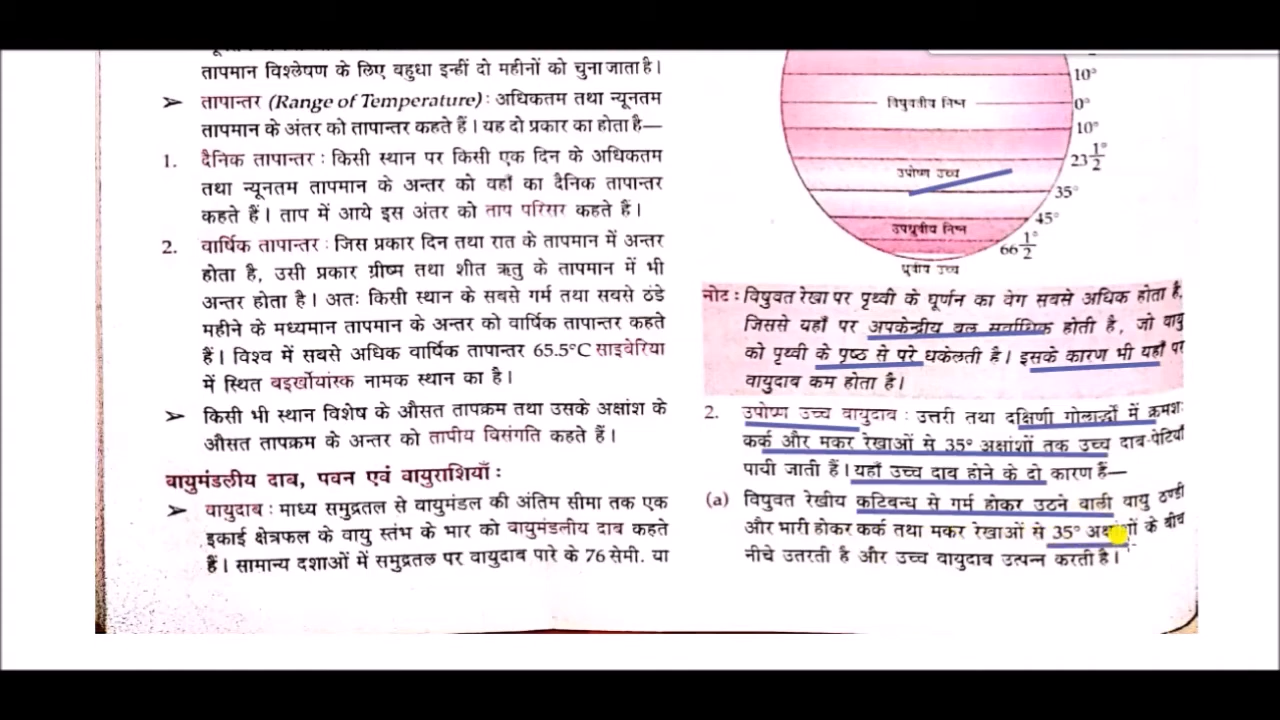 तापमान विश्लेषण के लिए बहुधा इन्हीं दो महीनों को चुना जाता है।
➤ तापान्तर (Range of Temperature) : अधिकतम तथा न्यूनतम
तापमान के अंतर को तापान्तर कहते हैं। यह दो प्रकार का होता है—
1. दैनिक तापान्तर : किसी स्थान पर किसी एक दिन के अधिकतम
तथा न्यूनतम तापमान के अन्तर को वहाँ का दैनिक तापान्तर
कहते हैं। ताप में आये इस अंतर को ताप परिसर कहते हैं।
2. वार्षिक तापान्तर : जिस प्रकार दिन तथा रात के तापमान में अन्तर
होता है, उसी प्रकार ग्रीष्म तथा शीत ऋतु के तापमान में भी
अन्तर होता है। अतः किसी स्थान के सबसे गर्म तथा सबसे ठंडे
महीने के मध्यमान तापमान के अन्तर को वार्षिक तापान्तर कहते
हैं। विश्व में सबसे अधिक वार्षिक तापान्तर 65.5°C साइबेरिया
में स्थित बइर्खोयांस्क नामक स्थान का है।
➤ किसी भी स्थान विशेष के औसत तापक्रम तथा उसके अक्षांश के
औसत तापक्रम के अन्तर को तापीय विसंगति कहते हैं।
वायुमंडलीय दाब, पवन एवं वायुराशियाँ :
➤ वायुदाब : माध्य समुद्रतल से वायुमंडल की अंतिम सीमा तक एक
इकाई क्षेत्रफल के वायु स्तंभ के भार को वायुमंडलीय दाब कहते
हैं। सामान्य दशाओं में समुद्रतल पर वायुदाब पारे के 76 सेमी. या
10°
विषुवतीय निम्न 0°
10°
23 1/2°
उपोष्ण उच्च
35°
45°
उपध्रुवीय निम्न
66 1/2°
ध्रुवीय उच्च
नोट : विषुवत रेखा पर पृथ्वी के घूर्णन का वेग सबसे अधिक होता है,
जिससे यहाँ पर अपकेन्द्रीय बल सर्वाधिक होती है, जो वायु
को पृथ्वी के पृष्ठ से परे धकेलती है। इसके कारण भी यहाँ पर
वायुदाब कम होता है।
2. उपोष्ण उच्च वायुदाब : उत्तरी तथा दक्षिणी गोलार्द्धों में क्रमशः
कर्क और मकर रेखाओं से 35° अक्षांशों तक उच्च दाब-पेटियाँ
पायी जाती हैं। यहाँ उच्च दाब होने के दो कारण हैं—
(a) विषुवत रेखीय कटिबन्ध से गर्म होकर उठने वाली वायु ठण्डी
और भारी होकर कर्क तथा मकर रेखाओं से 35° अक्षांशों के बीच
नीचे उतरती है और उच्च वायुदाब उत्पन्न करती है।